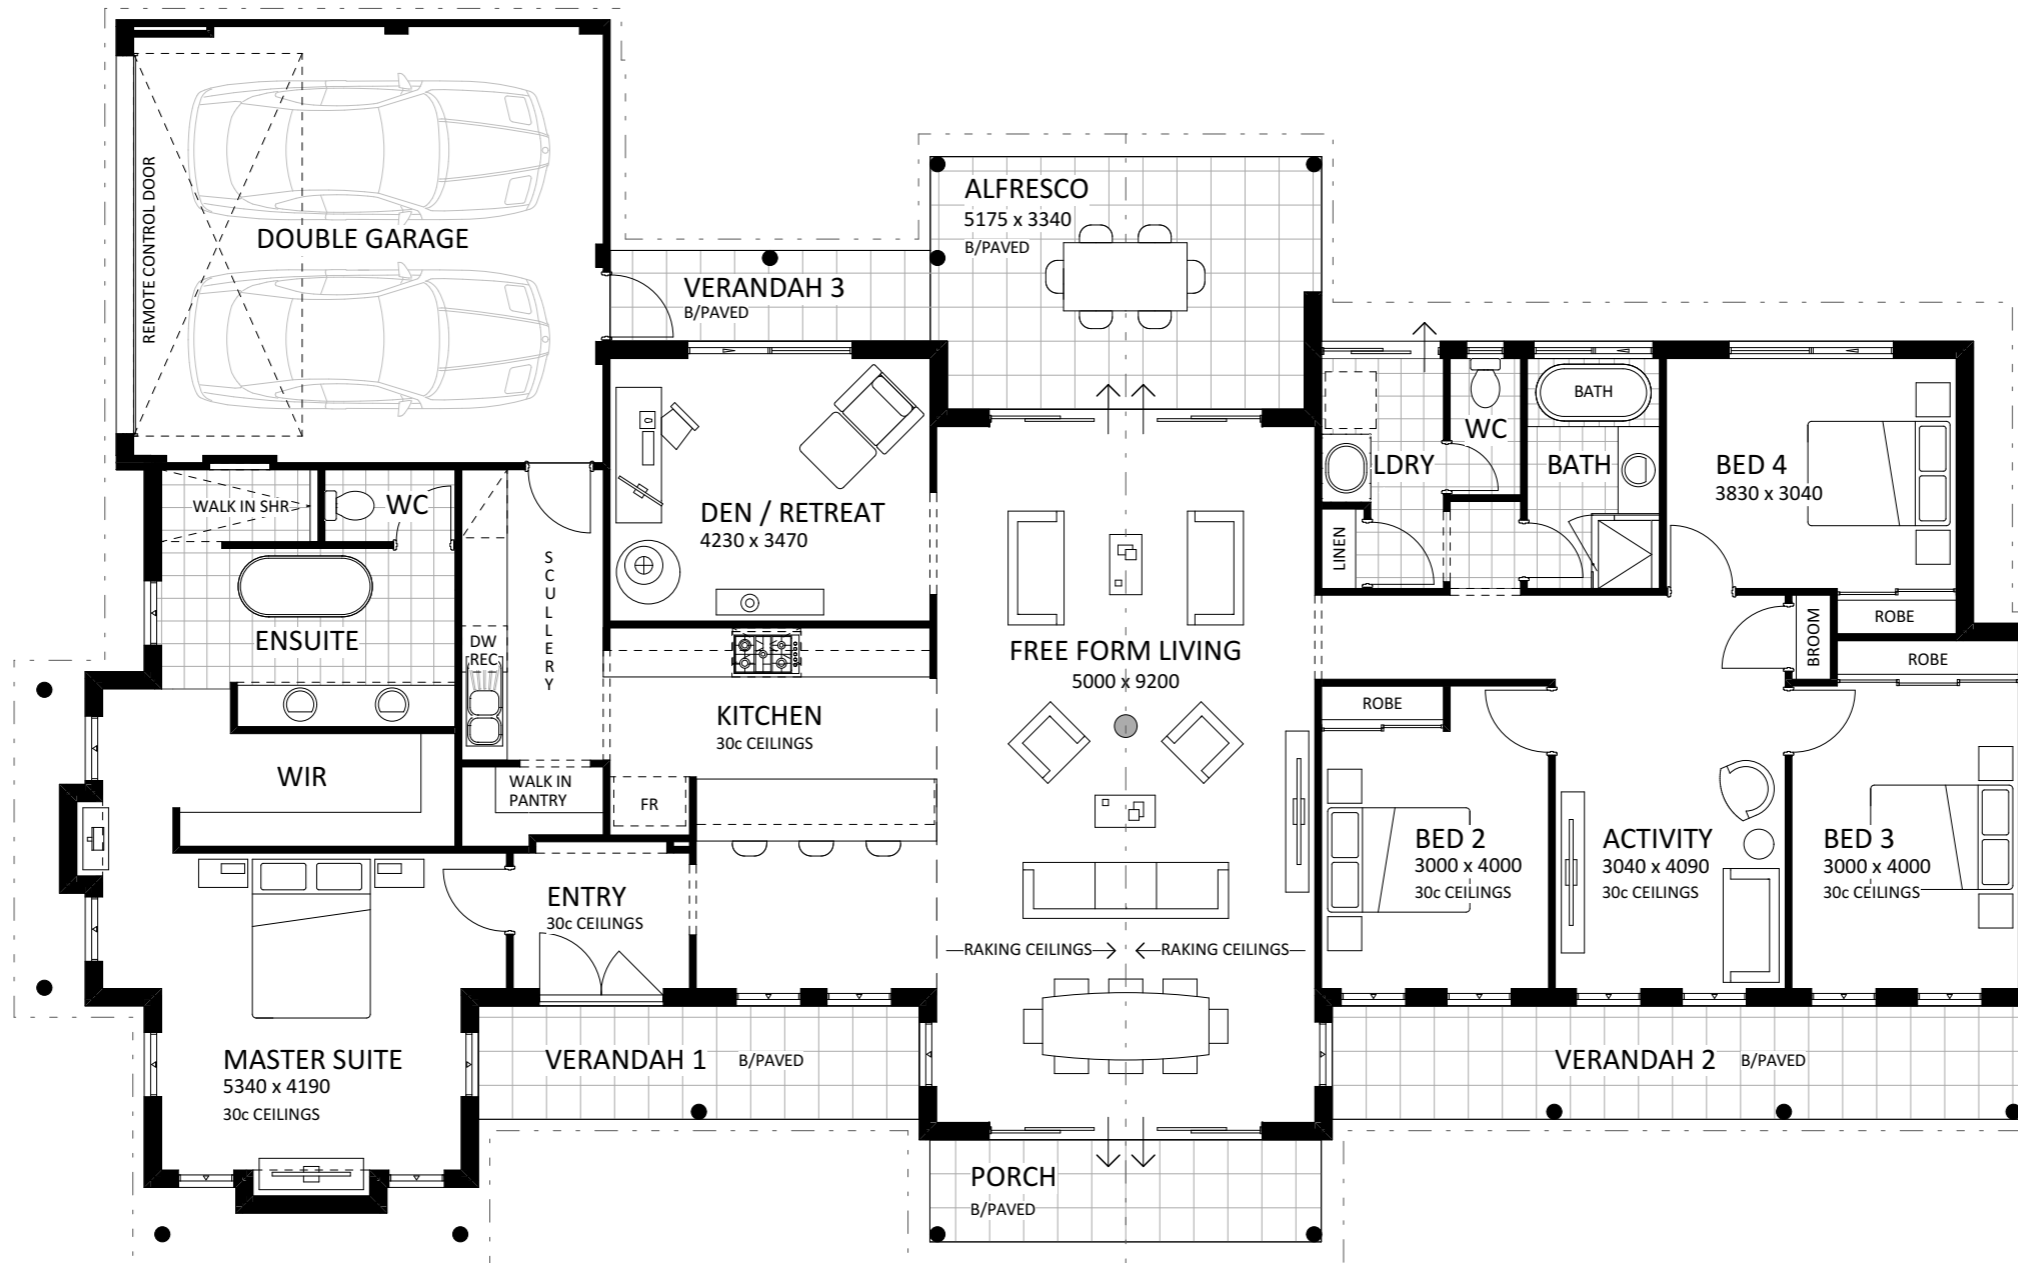 REMOTE CONTROL DOOR
DOUBLE GARAGE
ALFRESCO
5175 x 3340
B/PAVED
VERANDAH 3
B/PAVED
WALK IN SHR
WC
DEN / RETREAT
4230 x 3470
LDRY
WC
BATH
BATH
BED 4
3830 x 3040
LINEN
ROBE
BROOM
ROBE
SCULLERY
ENSUITE
DW
REC
FREE FORM LIVING
5000 x 9200
KITCHEN
30c CEILINGS
ROBE
WIR
WALK IN
PANTRY
FR
BED 2
3000 x 4000
30c CEILINGS
ACTIVITY
3040 x 4090
30c CEILINGS
BED 3
3000 x 4000
30c CEILINGS
ENTRY
30c CEILINGS
RAKING CEILINGS
RAKING CEILINGS
MASTER SUITE
5340 x 4190
30c CEILINGS
VERANDAH 1
B/PAVED
VERANDAH 2
B/PAVED
PORCH
B/PAVED